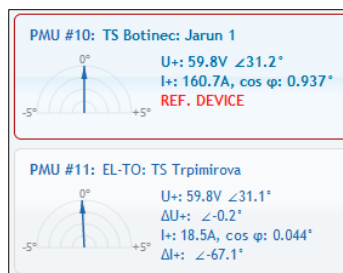 PMU #10: TS Botinec: Jarun 1
0°
-5°
+5°
U+: 59.8V ∠31.2°
I+: 160.7A, cos φ: 0.937°
REF. DEVICE
PMU #11: EL-TO: TS Trpimirova
0°
-5°
+5°
U+: 59.8V ∠31.1°
ΔU+: ∠-0.2°
I+: 18.5A, cos φ: 0.044°
ΔI+: ∠-67.1°